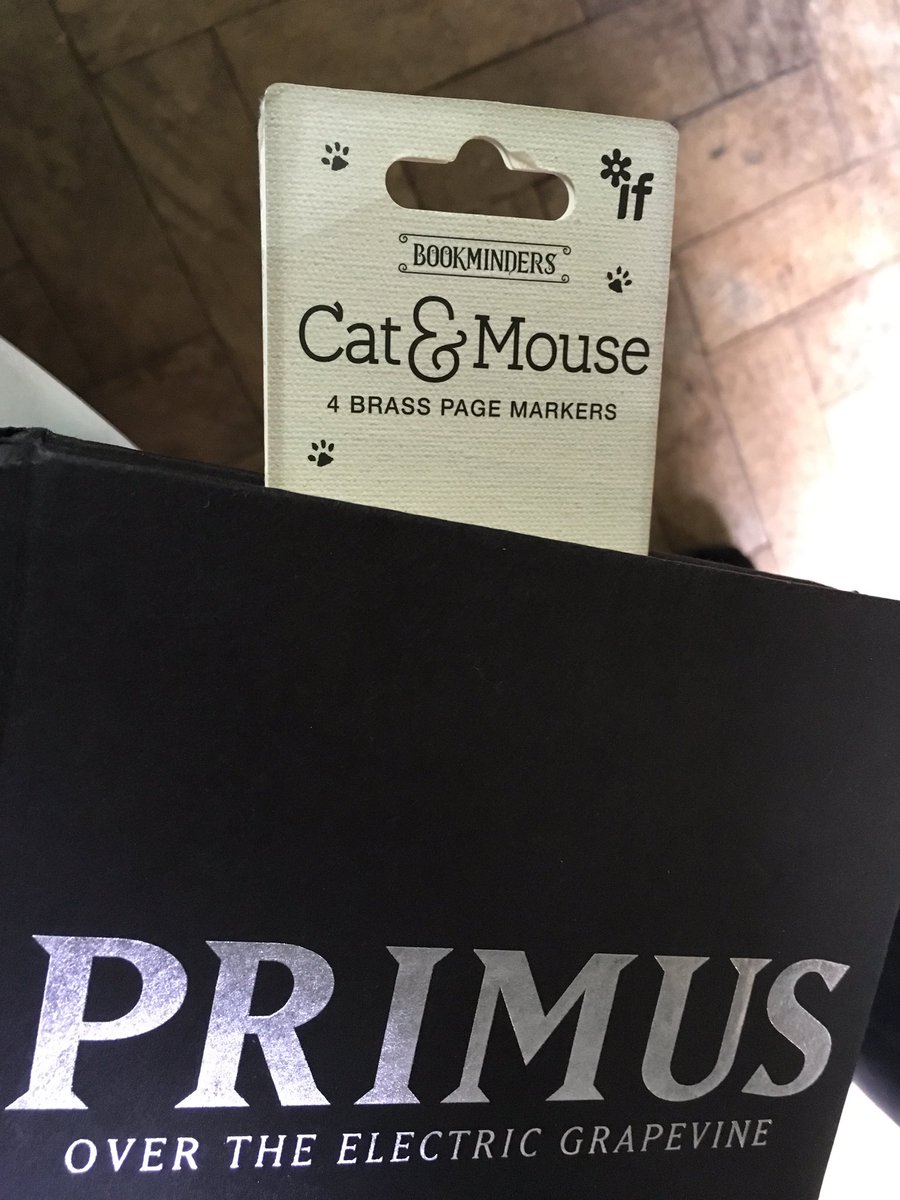 if
BOOKMINDERS
Cat & Mouse
4 BRASS PAGE MARKERS
PRIMUS
OVER THE ELECTRIC GRAPEVINE